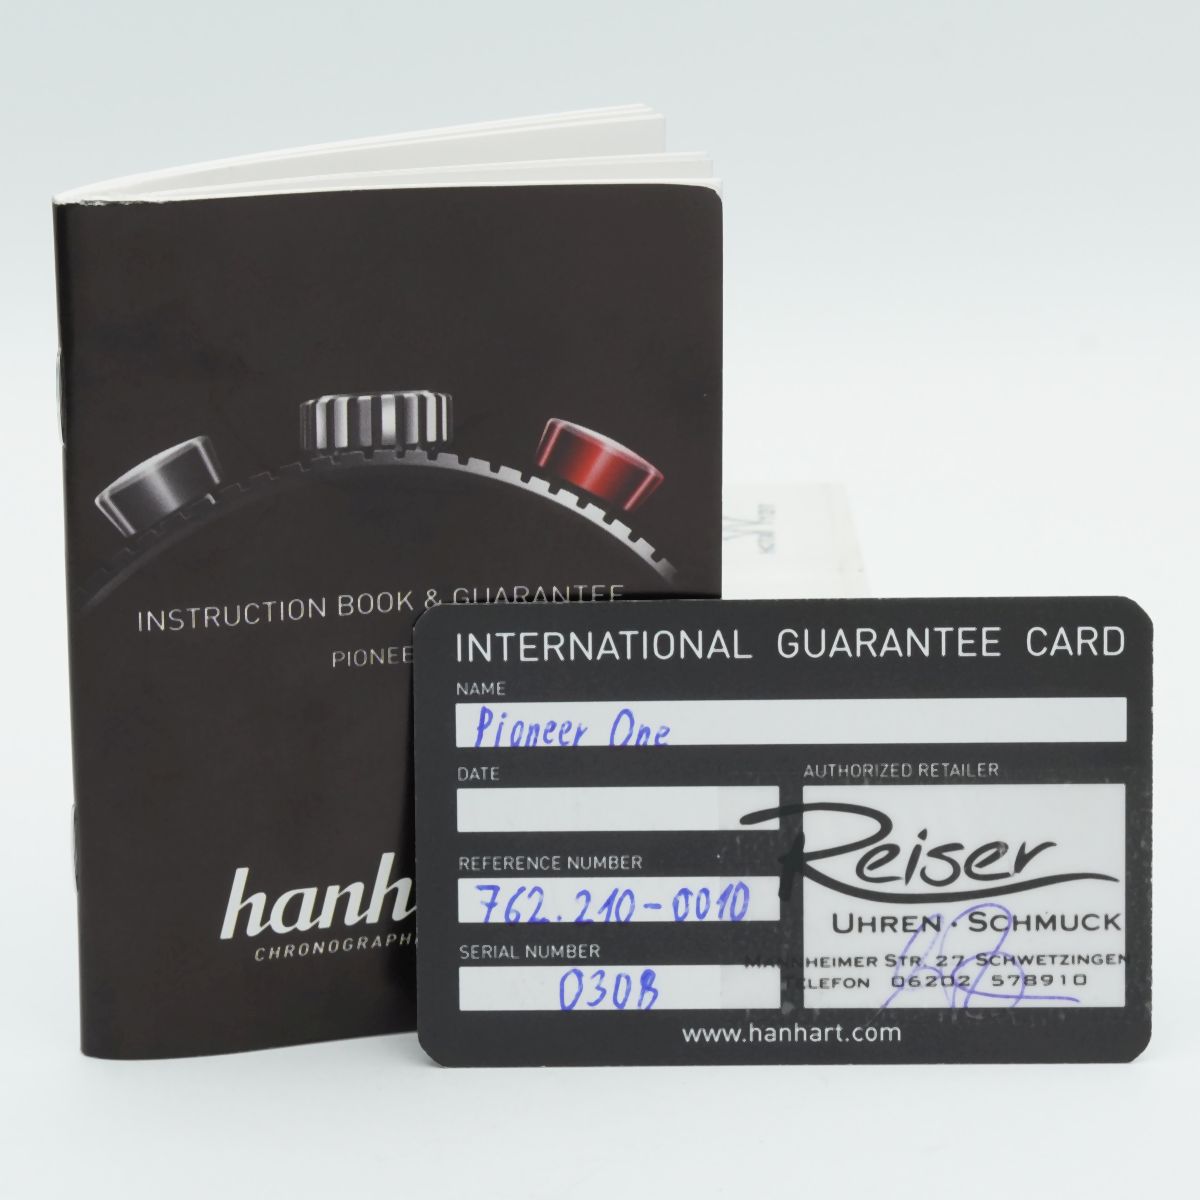 INSTRUCTION BOOK & GUARANTEE
PIONEE
hanh
CHRONOGRAPH
INTERNATIONAL GUARANTEE CARD
NAME
Pioneer One
DATE
AUTHORIZED RETAILER
Reiser
UHREN · SCHMUCK
MANNHEIMER STR. 27 SCHWETZINGEN
TELEFON 06202 578910
REFERENCE NUMBER
762.210-0010
SERIAL NUMBER
030B
www.hanhart.com